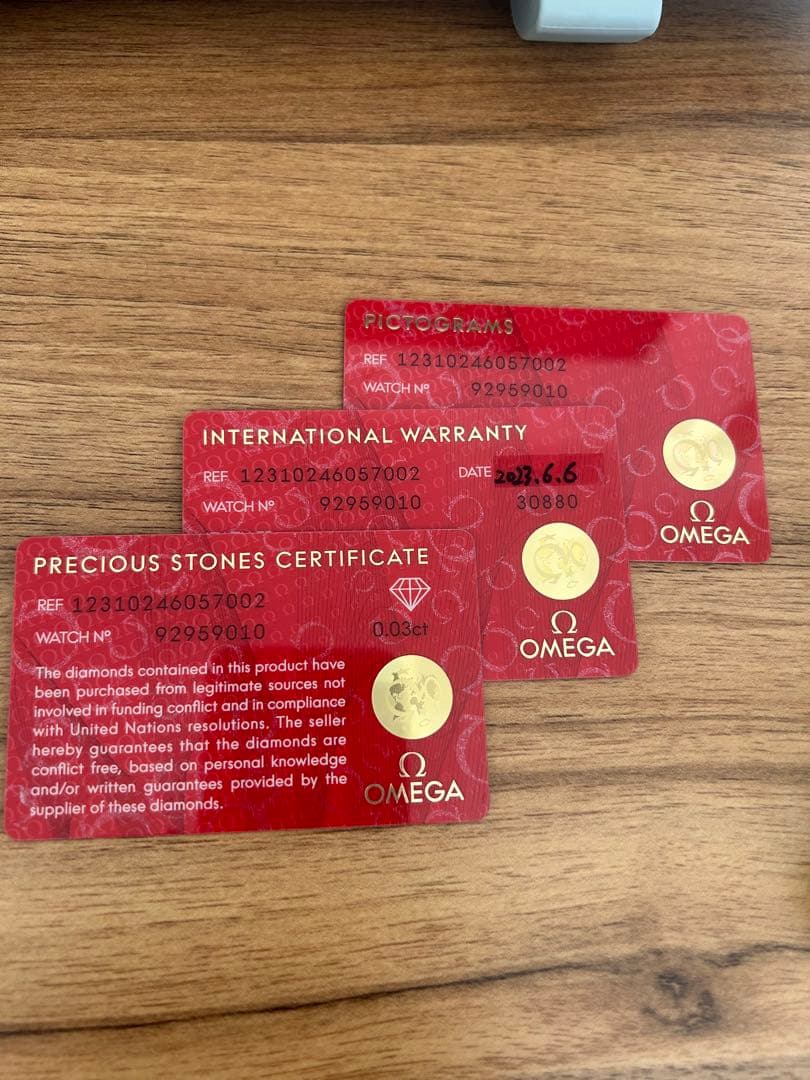 PICTOGRAMS
REF 12310246057002
WATCH Nº 92959010
Ω
OMEGA
INTERNATIONAL WARRANTY
REF 12310246057002 DATE 2023.6.6
WATCH Nº 92959010 30880
Ω
OMEGA
PRECIOUS STONES CERTIFICATE
REF 12310246057002
WATCH Nº 92959010 0.03ct
The diamonds contained in this product have
been purchased from legitimate sources not
involved in funding conflict and in compliance
with United Nations resolutions. The seller
hereby guarantees that the diamonds are
conflict free, based on personal knowledge
and/or written guarantees provided by the
supplier of these diamonds.
Ω
OMEGA